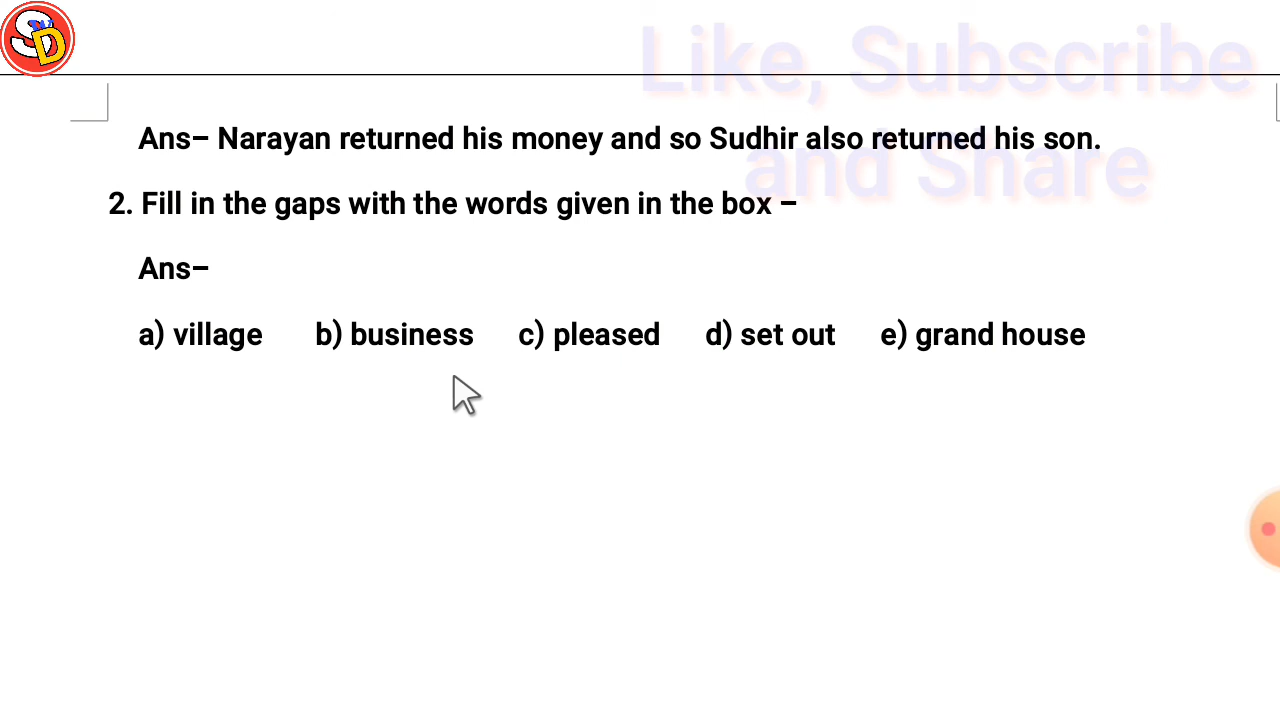 SD
Like, Subscribe
and Share
Ans– Narayan returned his money and so Sudhir also returned his son.
2. Fill in the gaps with the words given in the box –
Ans–
a) village b) business c) pleased d) set out e) grand house